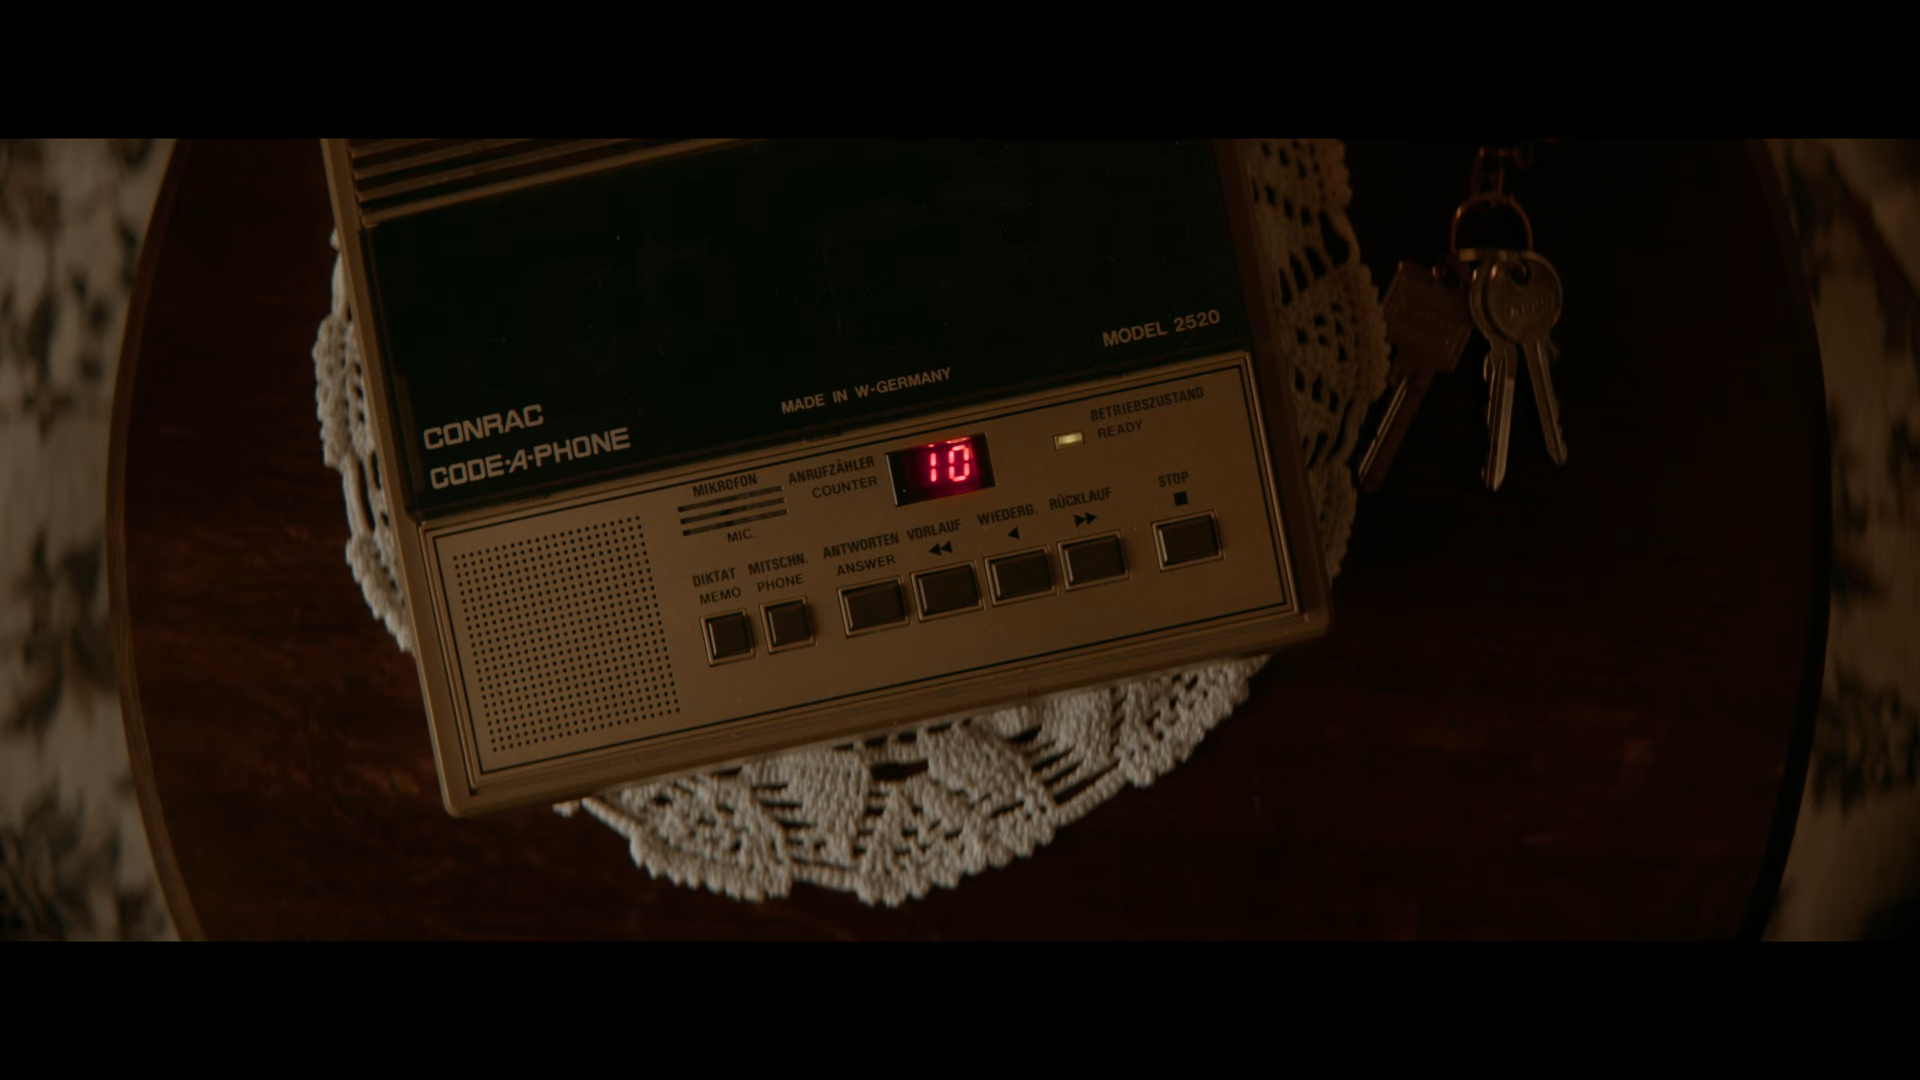 MODEL 2520
MADE IN W-GERMANY
CONRAC
CODE-A-PHONE
BETRIEBSZUSTAND
READY
10
ANRUFZÄHLER
COUNTER
MIKROFON
MIC.
DIKTAT
MEMO
MITSCHN.
PHONE
ANTWORTEN
ANSWER
VORLAUF
WIEDERG.
RÜCKLAUF
STOP